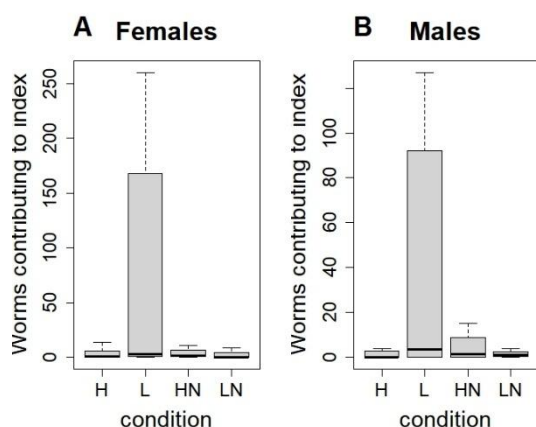 A Females
Worms contributing to index
250
200
150
100
50
0
H L HN LN
condition
B Males
Worms contributing to index
100
80
60
40
20
0
H L HN LN
condition